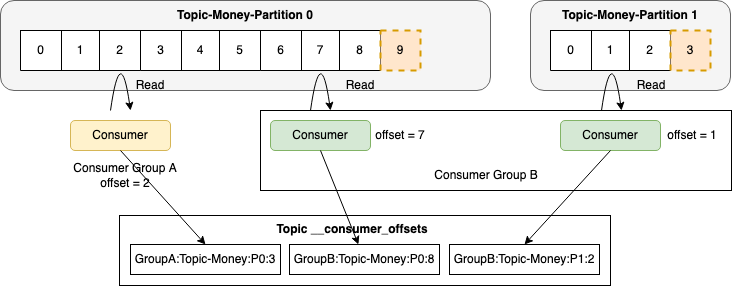 Topic-Money-Partition 0
Topic-Money-Partition 1
0 1 2 3 4 5 6 7 8 9
0 1 2 3
Read
Read
Read
Consumer
Consumer
offset = 7
Consumer
offset = 1
Consumer Group A
offset = 2
Consumer Group B
Topic __consumer_offsets
GroupA:Topic-Money:P0:3
GroupB:Topic-Money:P0:8
GroupB:Topic-Money:P1:2